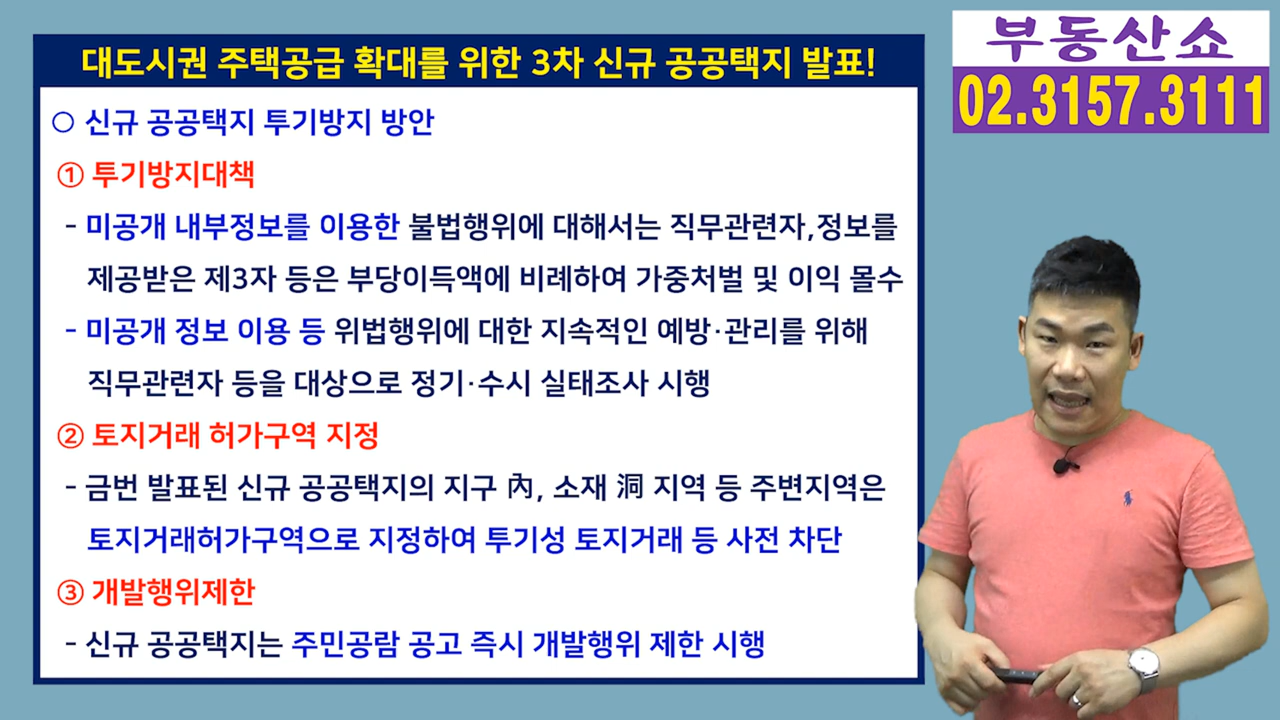 대도시권 주택공급 확대를 위한 3차 신규 공공택지 발표!
부동산쇼
02.3157.3111
○ 신규 공공택지 투기방지 방안
① 투기방지대책
- 미공개 내부정보를 이용한 불법행위에 대해서는 직무관련자,정보를
제공받은 제3자 등은 부당이득액에 비례하여 가중처벌 및 이익 몰수
- 미공개 정보 이용 등 위법행위에 대한 지속적인 예방·관리를 위해
직무관련자 등을 대상으로 정기·수시 실태조사 시행
② 토지거래 허가구역 지정
- 금번 발표된 신규 공공택지의 지구 內, 소재 洞 지역 등 주변지역은
토지거래허가구역으로 지정하여 투기성 토지거래 등 사전 차단
③ 개발행위제한
- 신규 공공택지는 주민공람 공고 즉시 개발행위 제한 시행